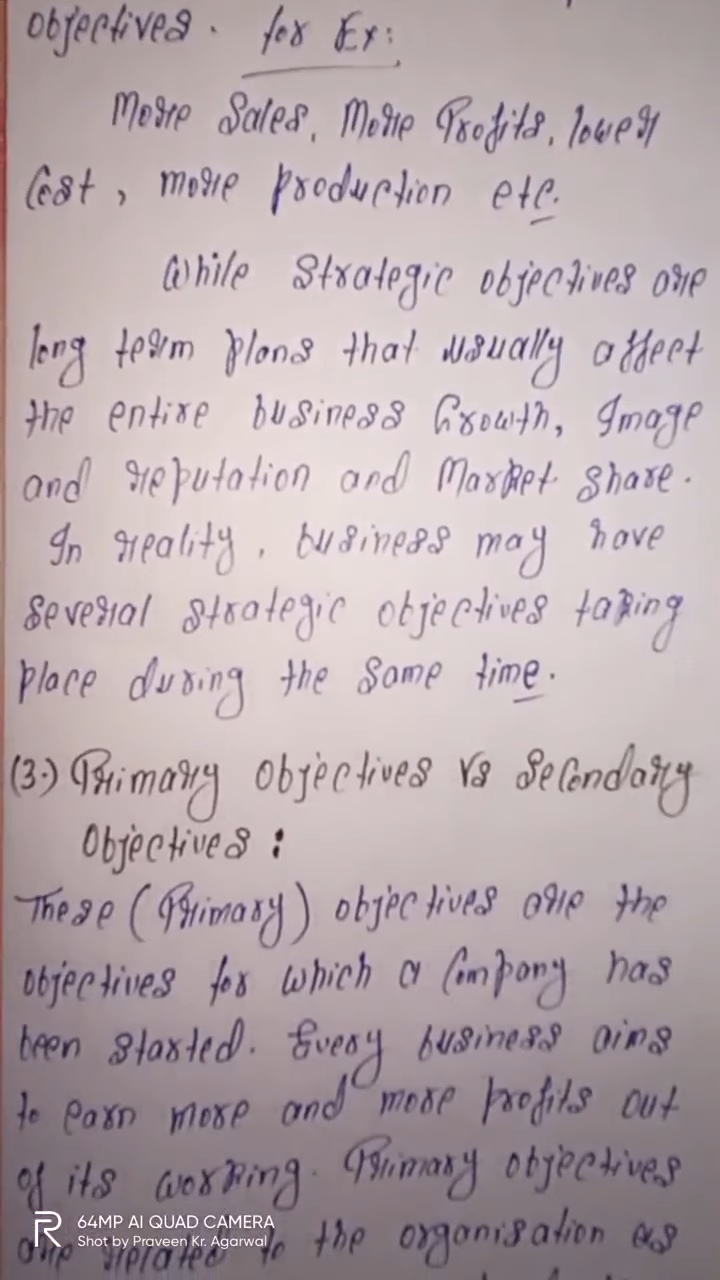 objectives. for Ex:
More Sales, More Profits, lower
Cost, more production etc.
While Strategic objectives are
long term plans that usually affect
the entire business Growth, Image
and reputation and Market share.
In reality, business may have
several strategic objectives taking
place during the same time.
(3.) Primary Objectives Vs Secondary
Objectives :
These (Primary) objectives are the
objectives for which a Company has
been started. Every business aims
to earn more and more profits out
of its working. Primary objectives
are related to the organisation as
64MP AI QUAD CAMERA
Shot by Praveen Kr. Agarwal